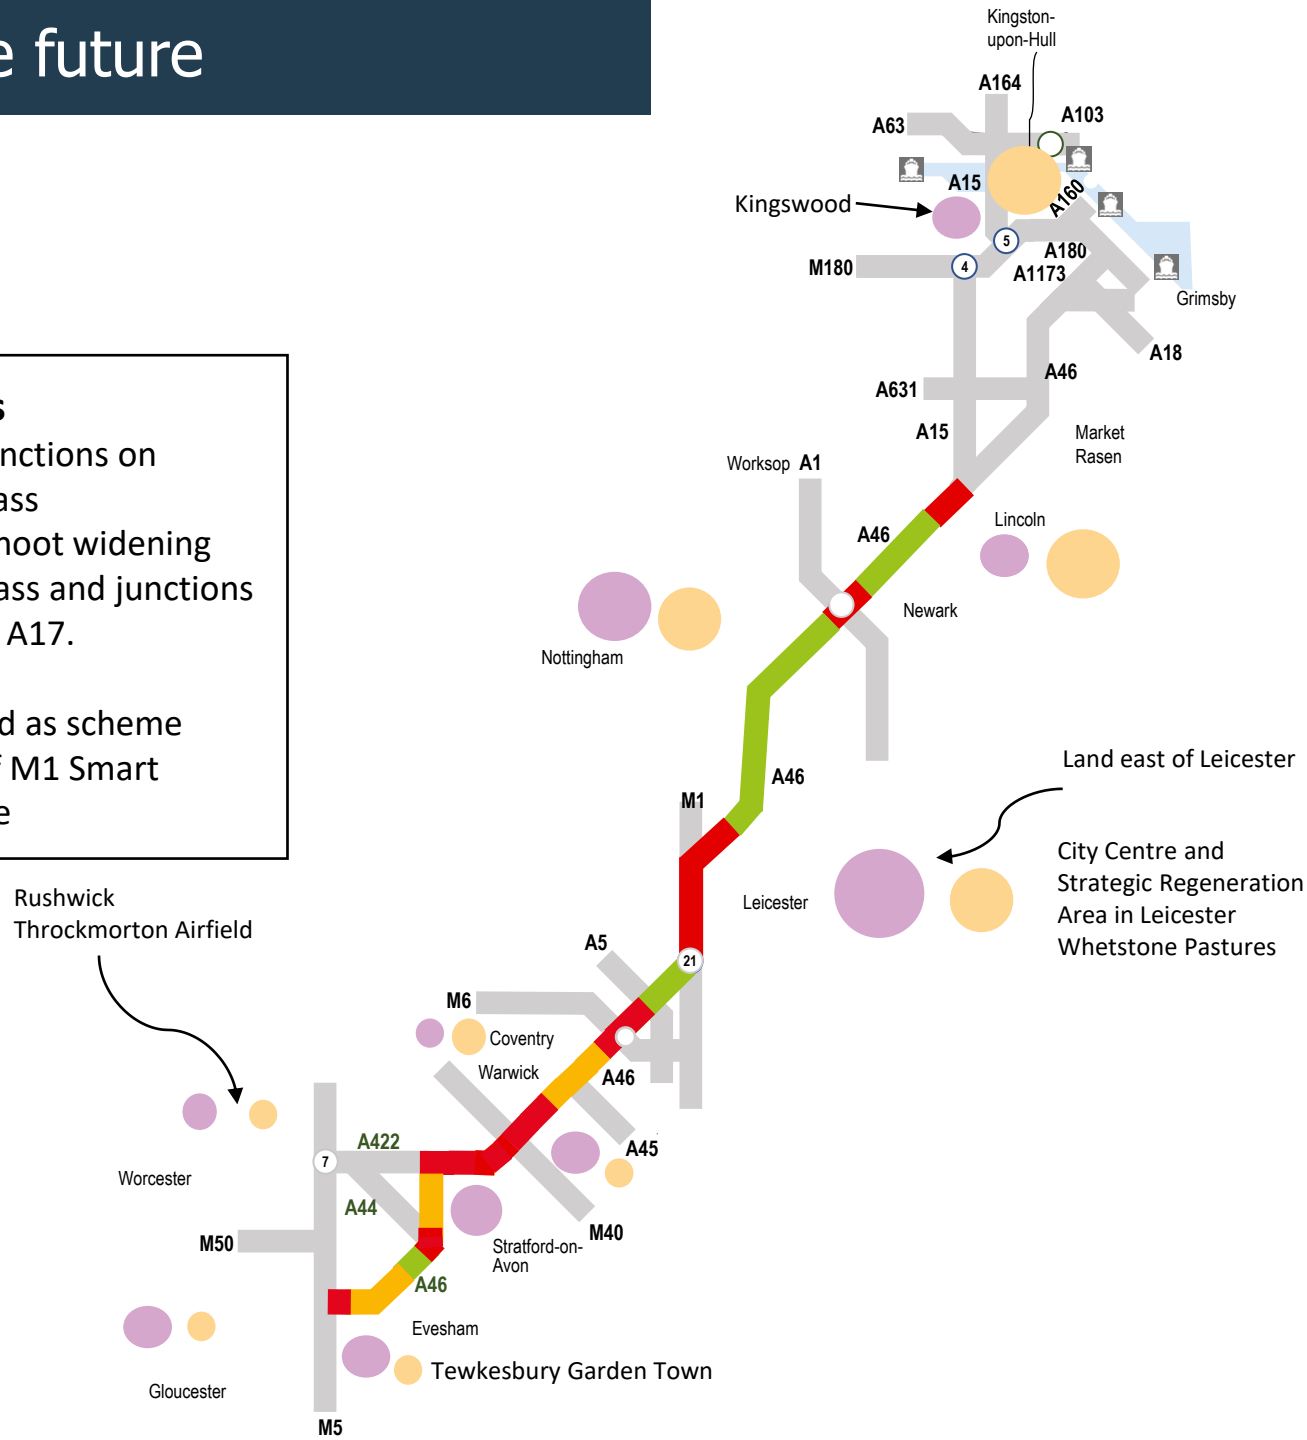 e future
Kingston-
upon-Hull
A164
A63
A103
A15
A160
Kingswood
5
A180
M180
4
A1173
Grimsby
A18
A46
A631
A15
Market
Rasen
s
nctions on
ass
noot widening
ass and junctions
A17.
d as scheme
f M1 Smart
e
Worksop
A1
Lincoln
A46
Newark
Nottingham
A46
M1
Land east of Leicester
City Centre and
Strategic Regeneration
Area in Leicester
Whetstone Pastures
Leicester
Rushwick
Throckmorton Airfield
A5
21
M6
Coventry
Warwick
A46
A422
A45
7
Worcester
A44
M50
M40
Stratford-on-
Avon
A46
Evesham
Tewkesbury Garden Town
Gloucester
M5